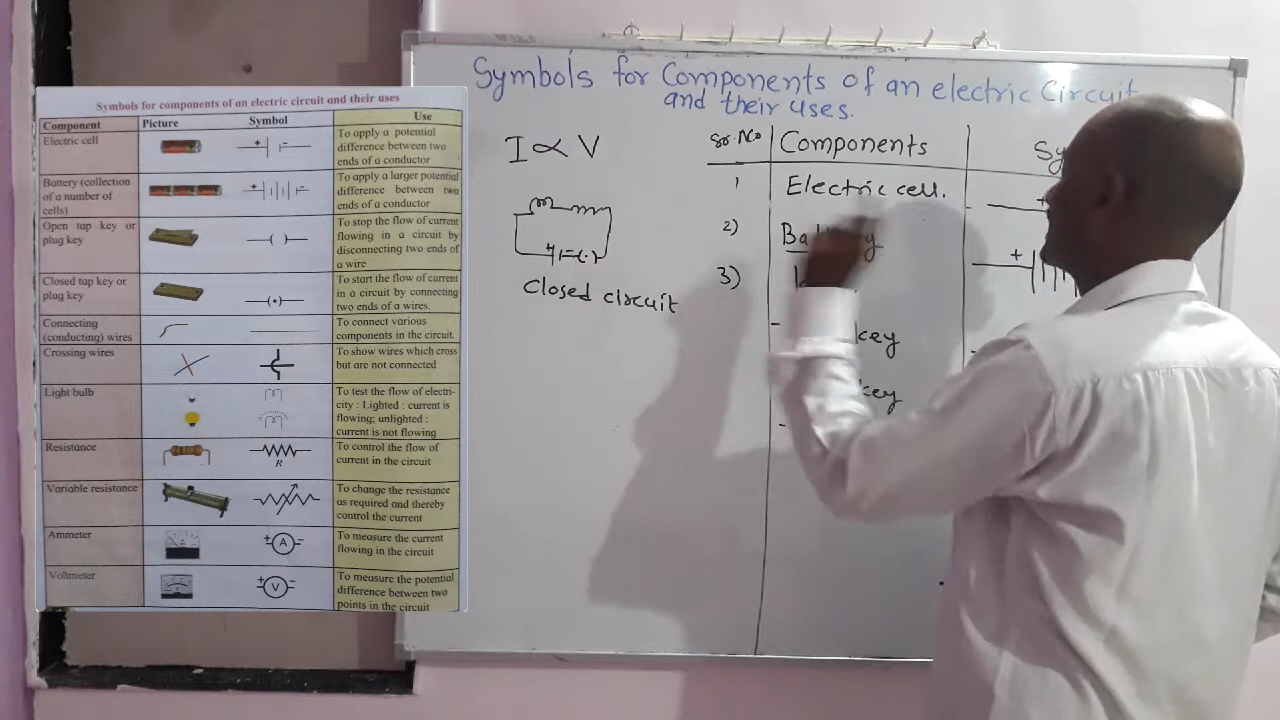 Symbols for Components of an electric Circuit
and their uses.
I ∝ V
Closed circuit
Sr.No Components Sy
1 Electric cell.
2) Battery
3)
key
key
Symbols for components of an electric circuit and their uses
Component Picture Symbol Use
Electric cell
To apply a potential
difference between two
ends of a conductor
Battery (collection
of a number of
cells)
To apply a larger potential
difference between two
ends of a conductor
Open tap key or
plug key
To stop the flow of current
flowing in a circuit by
disconnecting two ends of
a wire
Closed tap key or
plug key
To start the flow of current
in a circuit by connecting
two ends of a wires.
Connecting
(conducting) wires
To connect various
components in the circuit.
Crossing wires
To show wires which cross
but are not connected
Light bulb
To test the flow of electri-
city : Lighted : current is
flowing; unlighted :
current is not flowing
Resistance
R
To control the flow of
current in the circuit
Variable resistance
To change the resistance
as required and thereby
control the current
Ammeter
A
To measure the current
flowing in the circuit
Voltmeter
V
To measure the potential
difference between two
points in the circuit